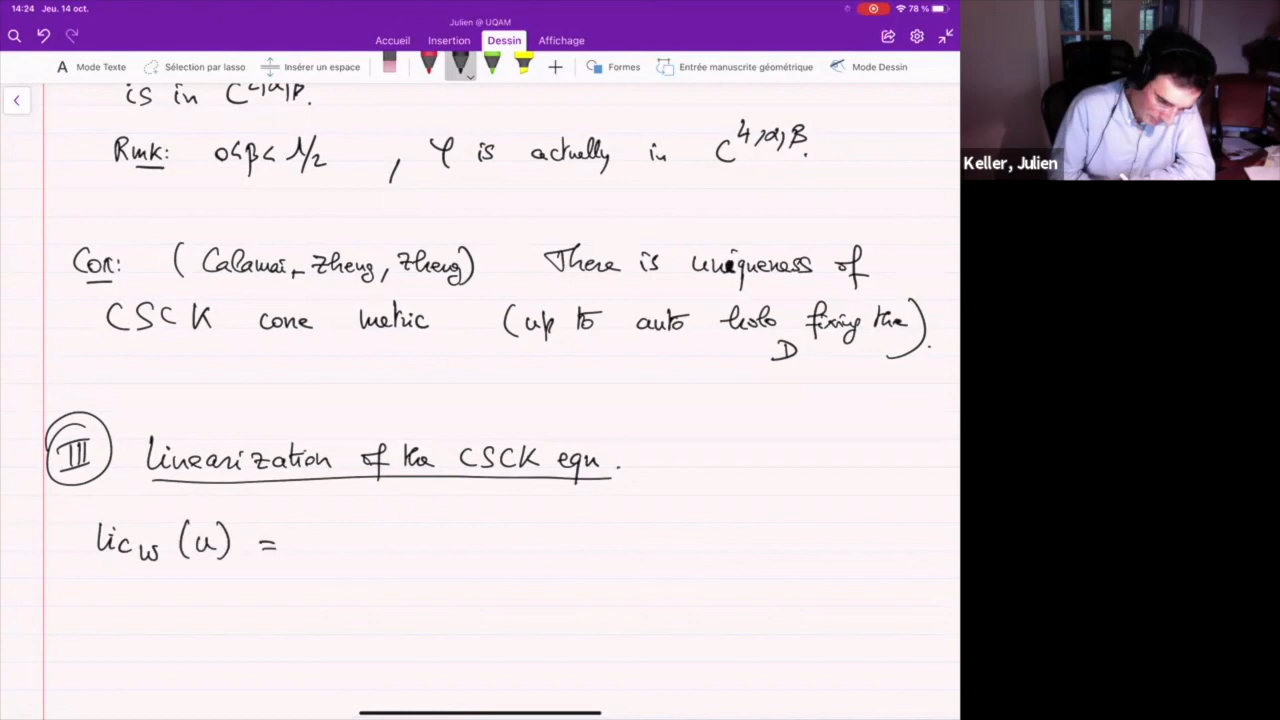 14:24 Jeu. 14 oct.
78 %
Julien @ UQAM
Accueil Insertion Dessin Affichage
A Mode Texte Sélection par lasso Insérer un espace Formes Entrée manuscrite géométrique Mode Dessin
is in C^{2,α,β}.
Rmk: 0<β<1/2, φ is actually in C^{4,α,β}.
Keller, Julien
Cor: (Calamai-Zheng, Zheng) There is uniqueness of
CSCK cone metric (up to auto holo fixing the
D).
III Linearization of the CSCK equ.
Lic_ω (u) =